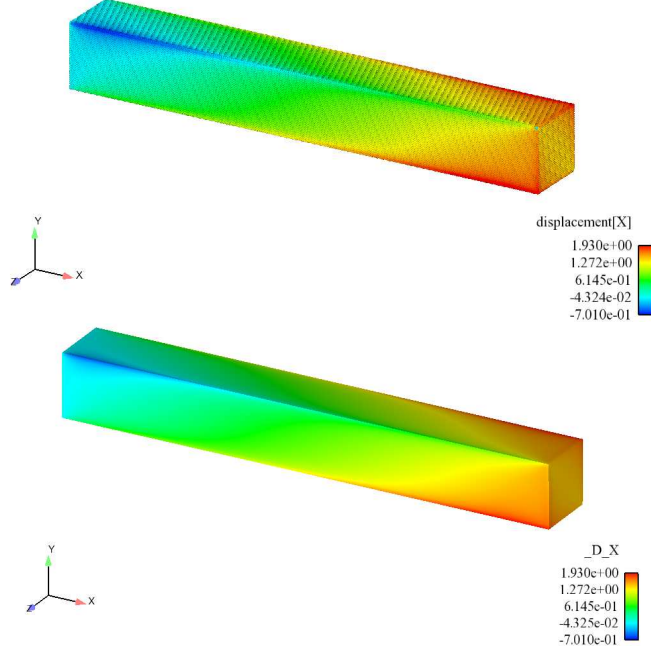 Y
Z
X
displacement[X]
1.930e+00
1.272e+00
6.145e-01
-4.324e-02
-7.010e-01
Y
Z
X
_D_X
1.930e+00
1.272e+00
6.145e-01
-4.325e-02
-7.010e-01